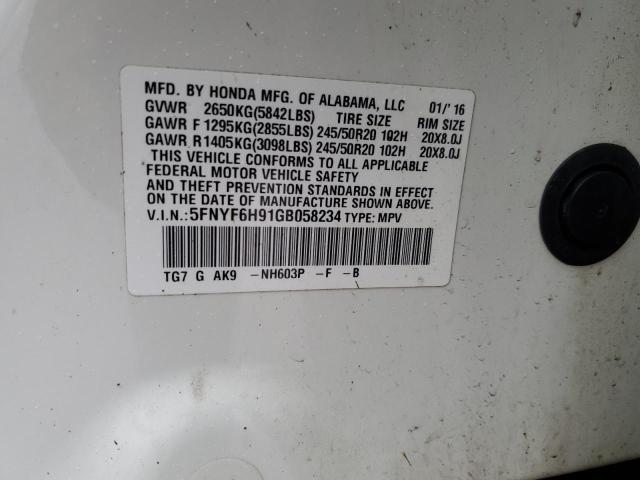 MFD. BY HONDA MFG. OF ALABAMA, LLC 01/'16
GVWR 2650KG(5842LBS) TIRE SIZE RIM SIZE
GAWR F 1295KG(2855LBS) 245/50R20 102H 20X8.0J
GAWR R 1405KG(3098LBS) 245/50R20 102H 20X8.0J
THIS VEHICLE CONFORMS TO ALL APPLICABLE
FEDERAL MOTOR VEHICLE SAFETY
AND THEFT PREVENTION STANDARDS IN EFFECT
ON THE DATE OF MANUFACTURE SHOWN ABOVE.
V.I.N.:5FNYF6H91GB058234 TYPE: MPV
TG7 G AK9 -NH603P -F -B